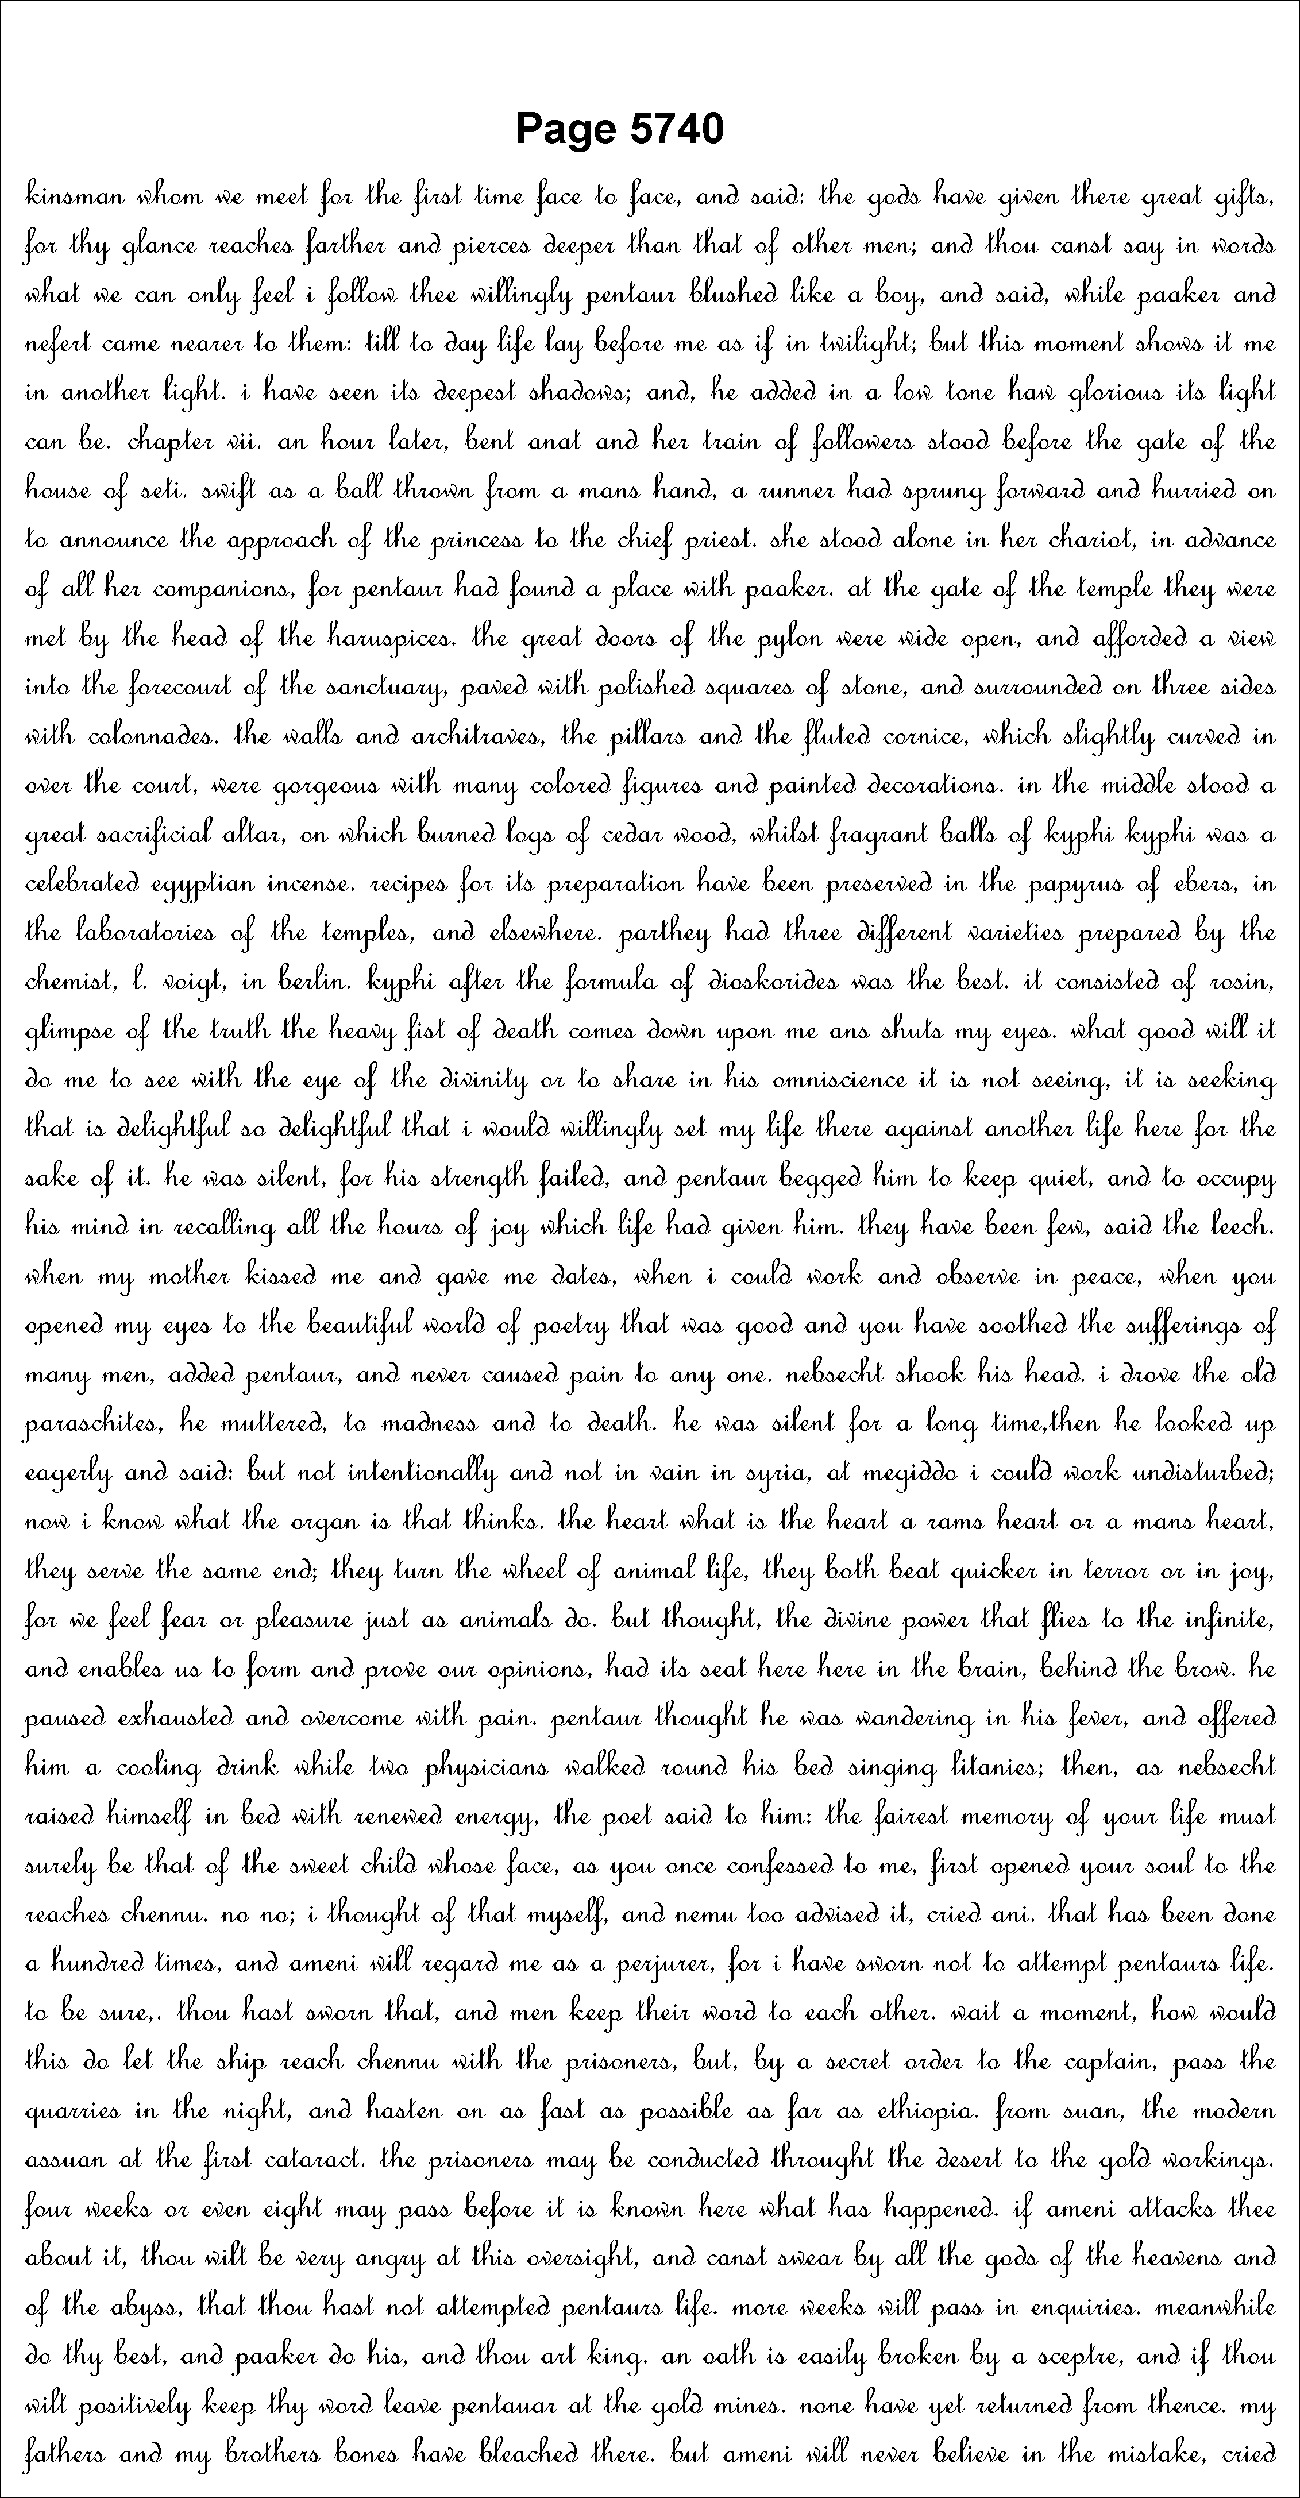 Page 5740
kinsman whom we meet for the first time face to face, and said: the gods have given there great gifts,
for thy glance reaches farther and pierces deeper than that of other men; and thou canst say in words
what we can only feel i follow thee willingly pentaur blushed like a boy, and said, while paaker and
nefert came nearer to them: till to day life lay before me as if in twilight; but this moment shows it me
in another light. i have seen its deepest shadows; and, he added in a low tone haw glorious its light
can be. chapter vii. an hour later, bent anat and her train of followers stood before the gate of the
house of seti. swift as a ball thrown from a mans hand, a runner had sprung forward and hurried on
to announce the approach of the princess to the chief priest. she stood alone in her chariot, in advance
of all her companions, for pentaur had found a place with paaker. at the gate of the temple they were
met by the head of the haruspices. the great doors of the pylon were wide open, and afforded a view
into the forecourt of the sanctuary, paved with polished squares of stone, and surrounded on three sides
with colonnades. the walls and architraves, the pillars and the fluted cornice, which slightly curved in
over the court, were gorgeous with many colored figures and painted decorations. in the middle stood a
great sacrificial altar, on which burned logs of cedar wood, whilst fragrant balls of kyphi kyphi was a
celebrated egyptian incense. recipes for its preparation have been preserved in the papyrus of ebers, in
the laboratories of the temples, and elsewhere. parthey had three different varieties prepared by the
chemist, l. voigt, in berlin. kyphi after the formula of dioskorides was the best. it consisted of rosin,
glimpse of the truth the heavy fist of death comes down upon me ans shuts my eyes. what good will it
do me to see with the eye of the divinity or to share in his omniscience it is not seeing, it is seeking
that is delightful so delightful that i would willingly set my life there against another life here for the
sake of it. he was silent, for his strength failed, and pentaur begged him to keep quiet, and to occupy
his mind in recalling all the hours of joy which life had given him. they have been few, said the leech.
when my mother kissed me and gave me dates, when i could work and observe in peace, when you
opened my eyes to the beautiful world of poetry that was good and you have soothed the sufferings of
many men, added pentaur, and never caused pain to any one. nebsecht shook his head. i drove the old
paraschites, he muttered, to madness and to death. he was silent for a long time,then he looked up
eagerly and said: but not intentionally and not in vain in syria, at megiddo i could work undisturbed;
now i know what the organ is that thinks. the heart what is the heart a rams heart or a mans heart,
they serve the same end; they turn the wheel of animal life, they both beat quicker in terror or in joy,
for we feel fear or pleasure just as animals do. but thought, the divine power that flies to the infinite,
and enables us to form and prove our opinions, had its seat here here in the brain, behind the brow. he
paused exhausted and overcome with pain. pentaur thought he was wandering in his fever, and offered
him a cooling drink while two physicians walked round his bed singing litanies; then, as nebsecht
raised himself in bed with renewed energy, the poet said to him: the fairest memory of your life must
surely be that of the sweet child whose face, as you once confessed to me, first opened your soul to the
reaches chennu. no no; i thought of that myself, and nemu too advised it, cried ani. that has been done
a hundred times, and ameni will regard me as a perjurer, for i have sworn not to attempt pentaurs life.
to be sure,. thou hast sworn that, and men keep their word to each other. wait a moment, how would
this do let the ship reach chennu with the prisoners, but, by a secret order to the captain, pass the
quarries in the night, and hasten on as fast as possible as far as ethiopia. from suan, the modern
assuan at the first cataract. the prisoners may be conducted throught the desert to the gold workings.
four weeks or even eight may pass before it is known here what has happened. if ameni attacks thee
about it, thou wilt be very angry at this oversight, and canst swear by all the gods of the heavens and
of the abyss, that thou hast not attempted pentaurs life. more weeks will pass in enquiries. meanwhile
do thy best, and paaker do his, and thou art king. an oath is easily broken by a sceptre, and if thou
wilt positively keep thy word leave pentauar at the gold mines. none have yet returned from thence. my
fathers and my brothers bones have bleached there. but ameni will never believe in the mistake, cried